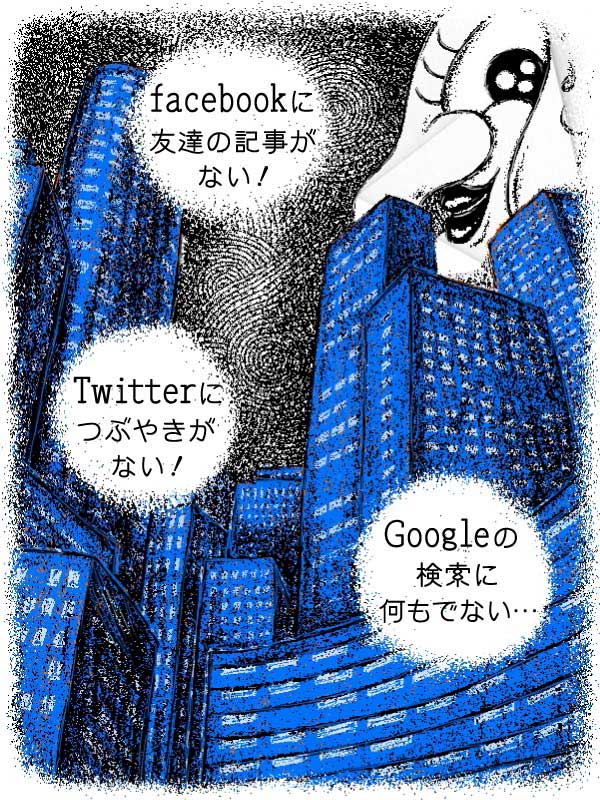 facebookに
友達の記事が
ない！
Twitterに
つぶやきが
ない！
Googleの
検索に
何もでない…